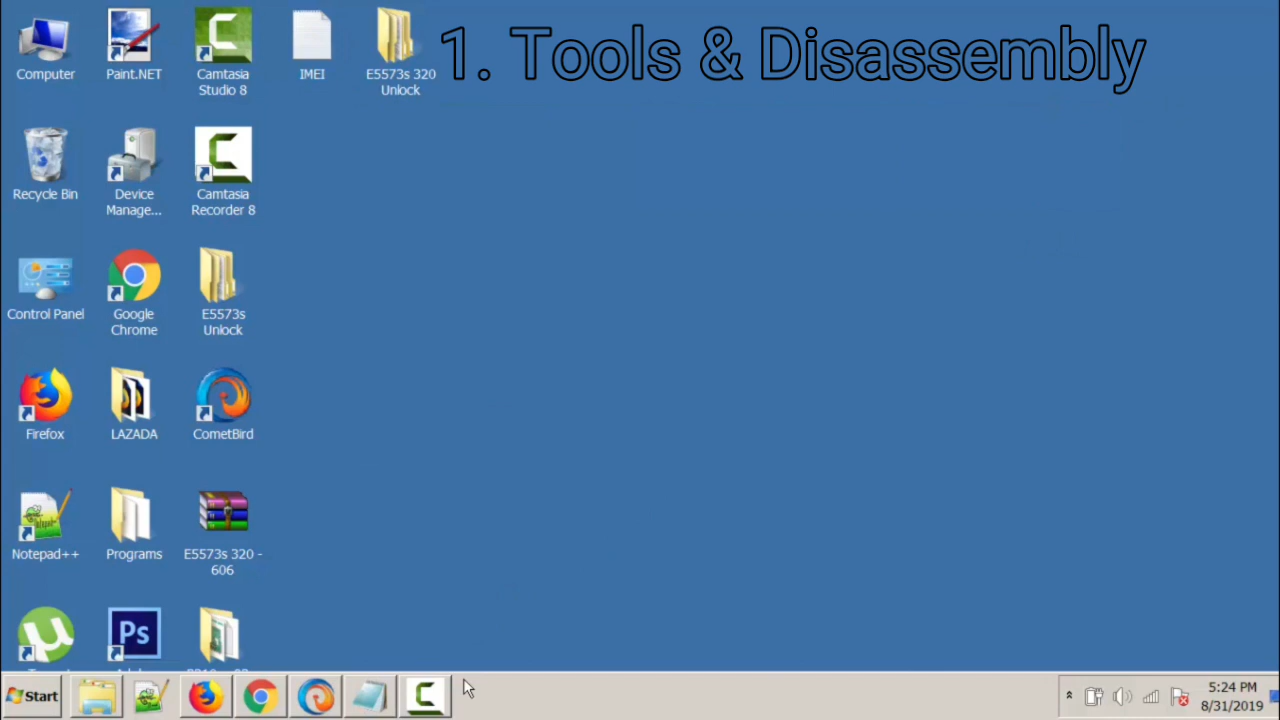 1. Tools & Disassembly
Computer
Paint.NET
Camtasia
Studio 8
IMEI
E5573s 320
Unlock
Recycle Bin
Device
Manage...
Camtasia
Recorder 8
Control Panel
Google
Chrome
E5573s
Unlock
Firefox
LAZADA
CometBird
Notepad++
Programs
E5573s 320 -
606
Ps
Start
5:24 PM
8/31/2019